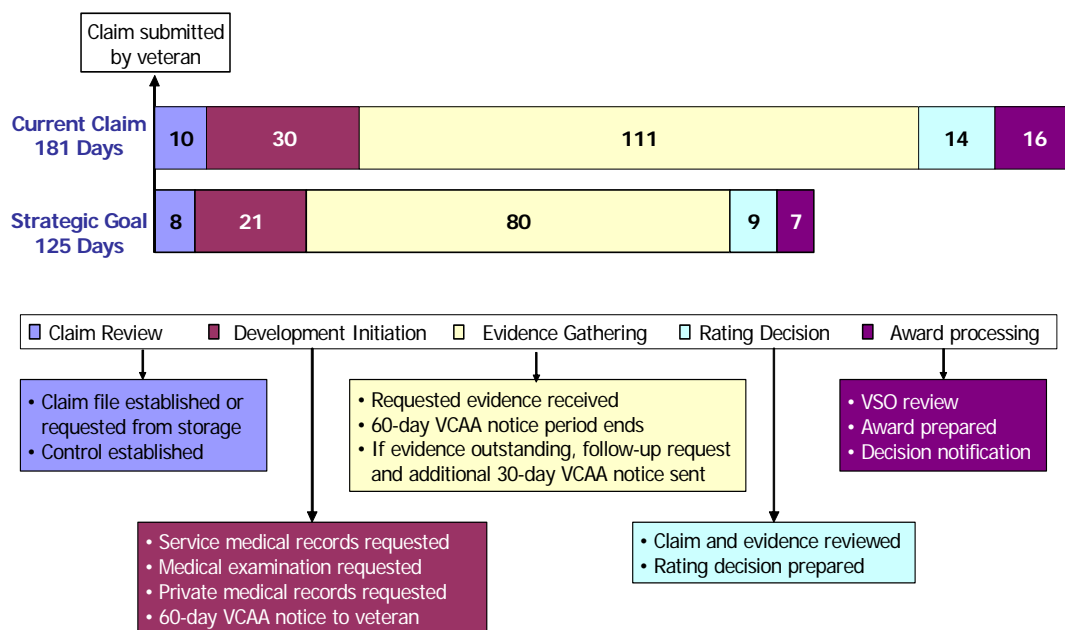 Claim submitted
by veteran
Current Claim
181 Days
10
30
111
14
16
Strategic Goal
125 Days
8
21
80
9
7
Claim Review
Development Initiation
Evidence Gathering
Rating Decision
Award processing
• Claim file established or
requested from storage
• Control established
• Requested evidence received
• 60-day VCAA notice period ends
• If evidence outstanding, follow-up request
and additional 30-day VCAA notice sent
• VSO review
• Award prepared
• Decision notification
• Service medical records requested
• Medical examination requested
• Private medical records requested
• 60-day VCAA notice to veteran
• Claim and evidence reviewed
• Rating decision prepared